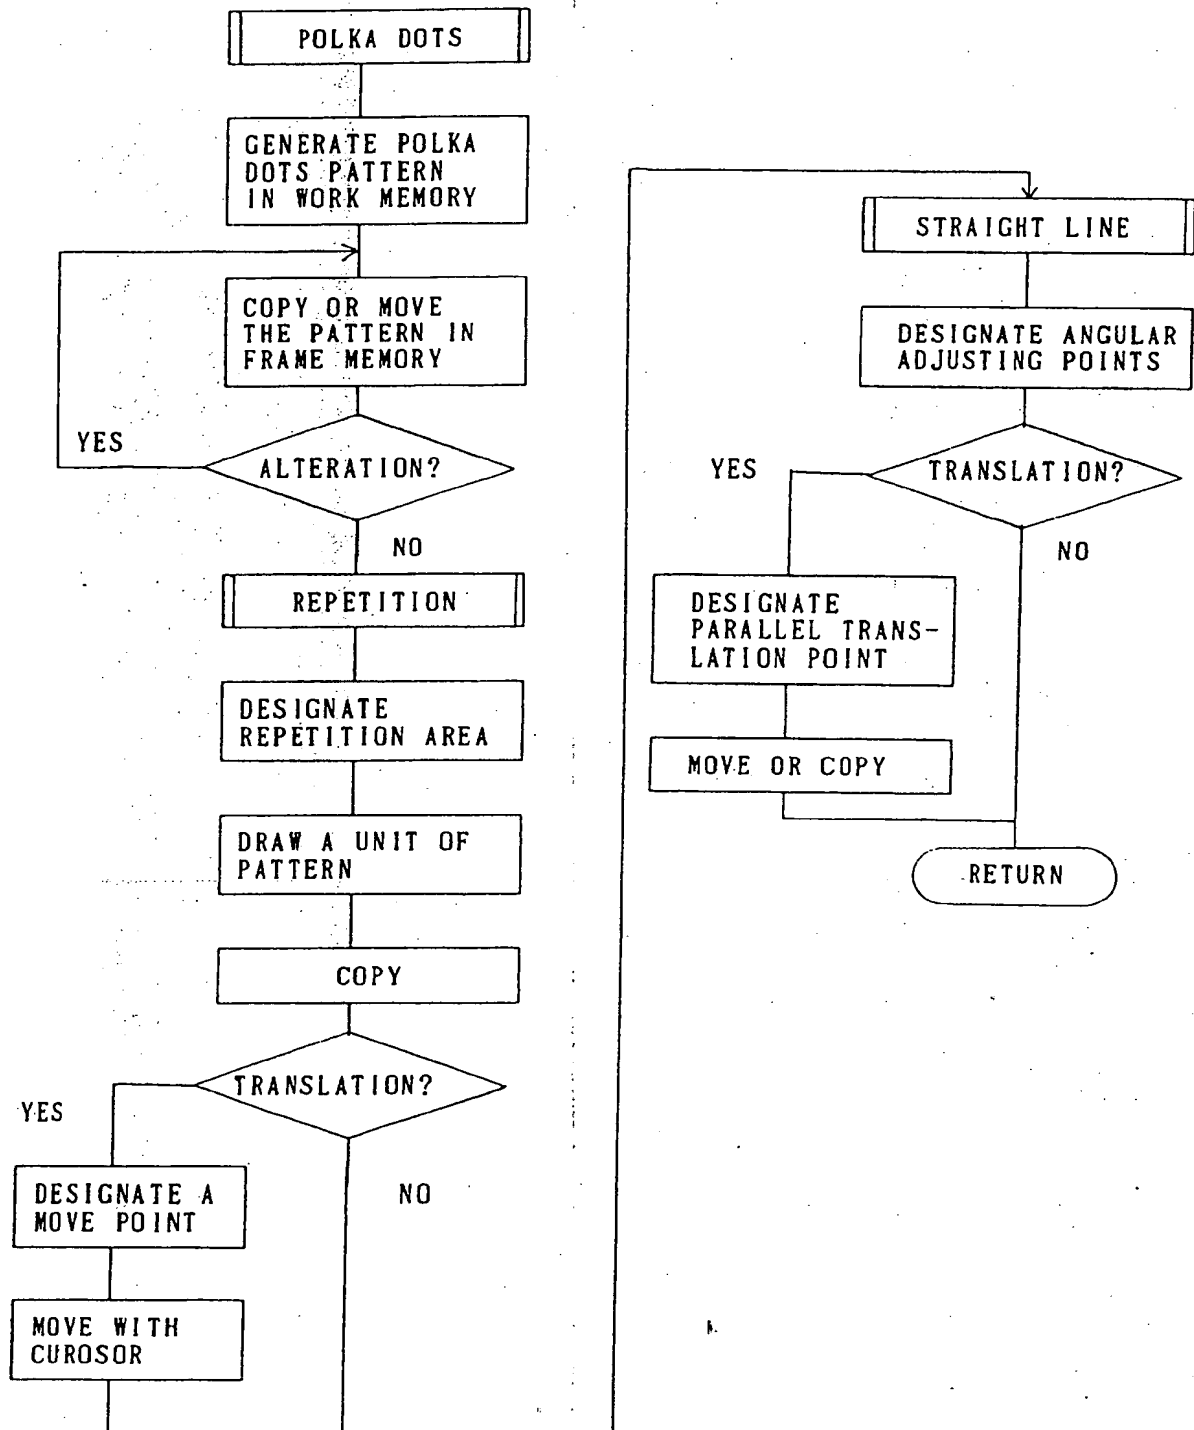 POLKA DOTS
GENERATE POLKA
DOTS PATTERN
IN WORK MEMORY
COPY OR MOVE
THE PATTERN IN
FRAME MEMORY
YES
ALTERATION?
NO
REPETITION
DESIGNATE
REPETITION AREA
DRAW A UNIT OF
PATTERN
COPY
TRANSLATION?
YES
NO
DESIGNATE A
MOVE POINT
MOVE WITH
CUROSOR
STRAIGHT LINE
DESIGNATE ANGULAR
ADJUSTING POINTS
YES
TRANSLATION?
NO
DESIGNATE
PARALLEL TRANS-
LATION POINT
MOVE OR COPY
RETURN